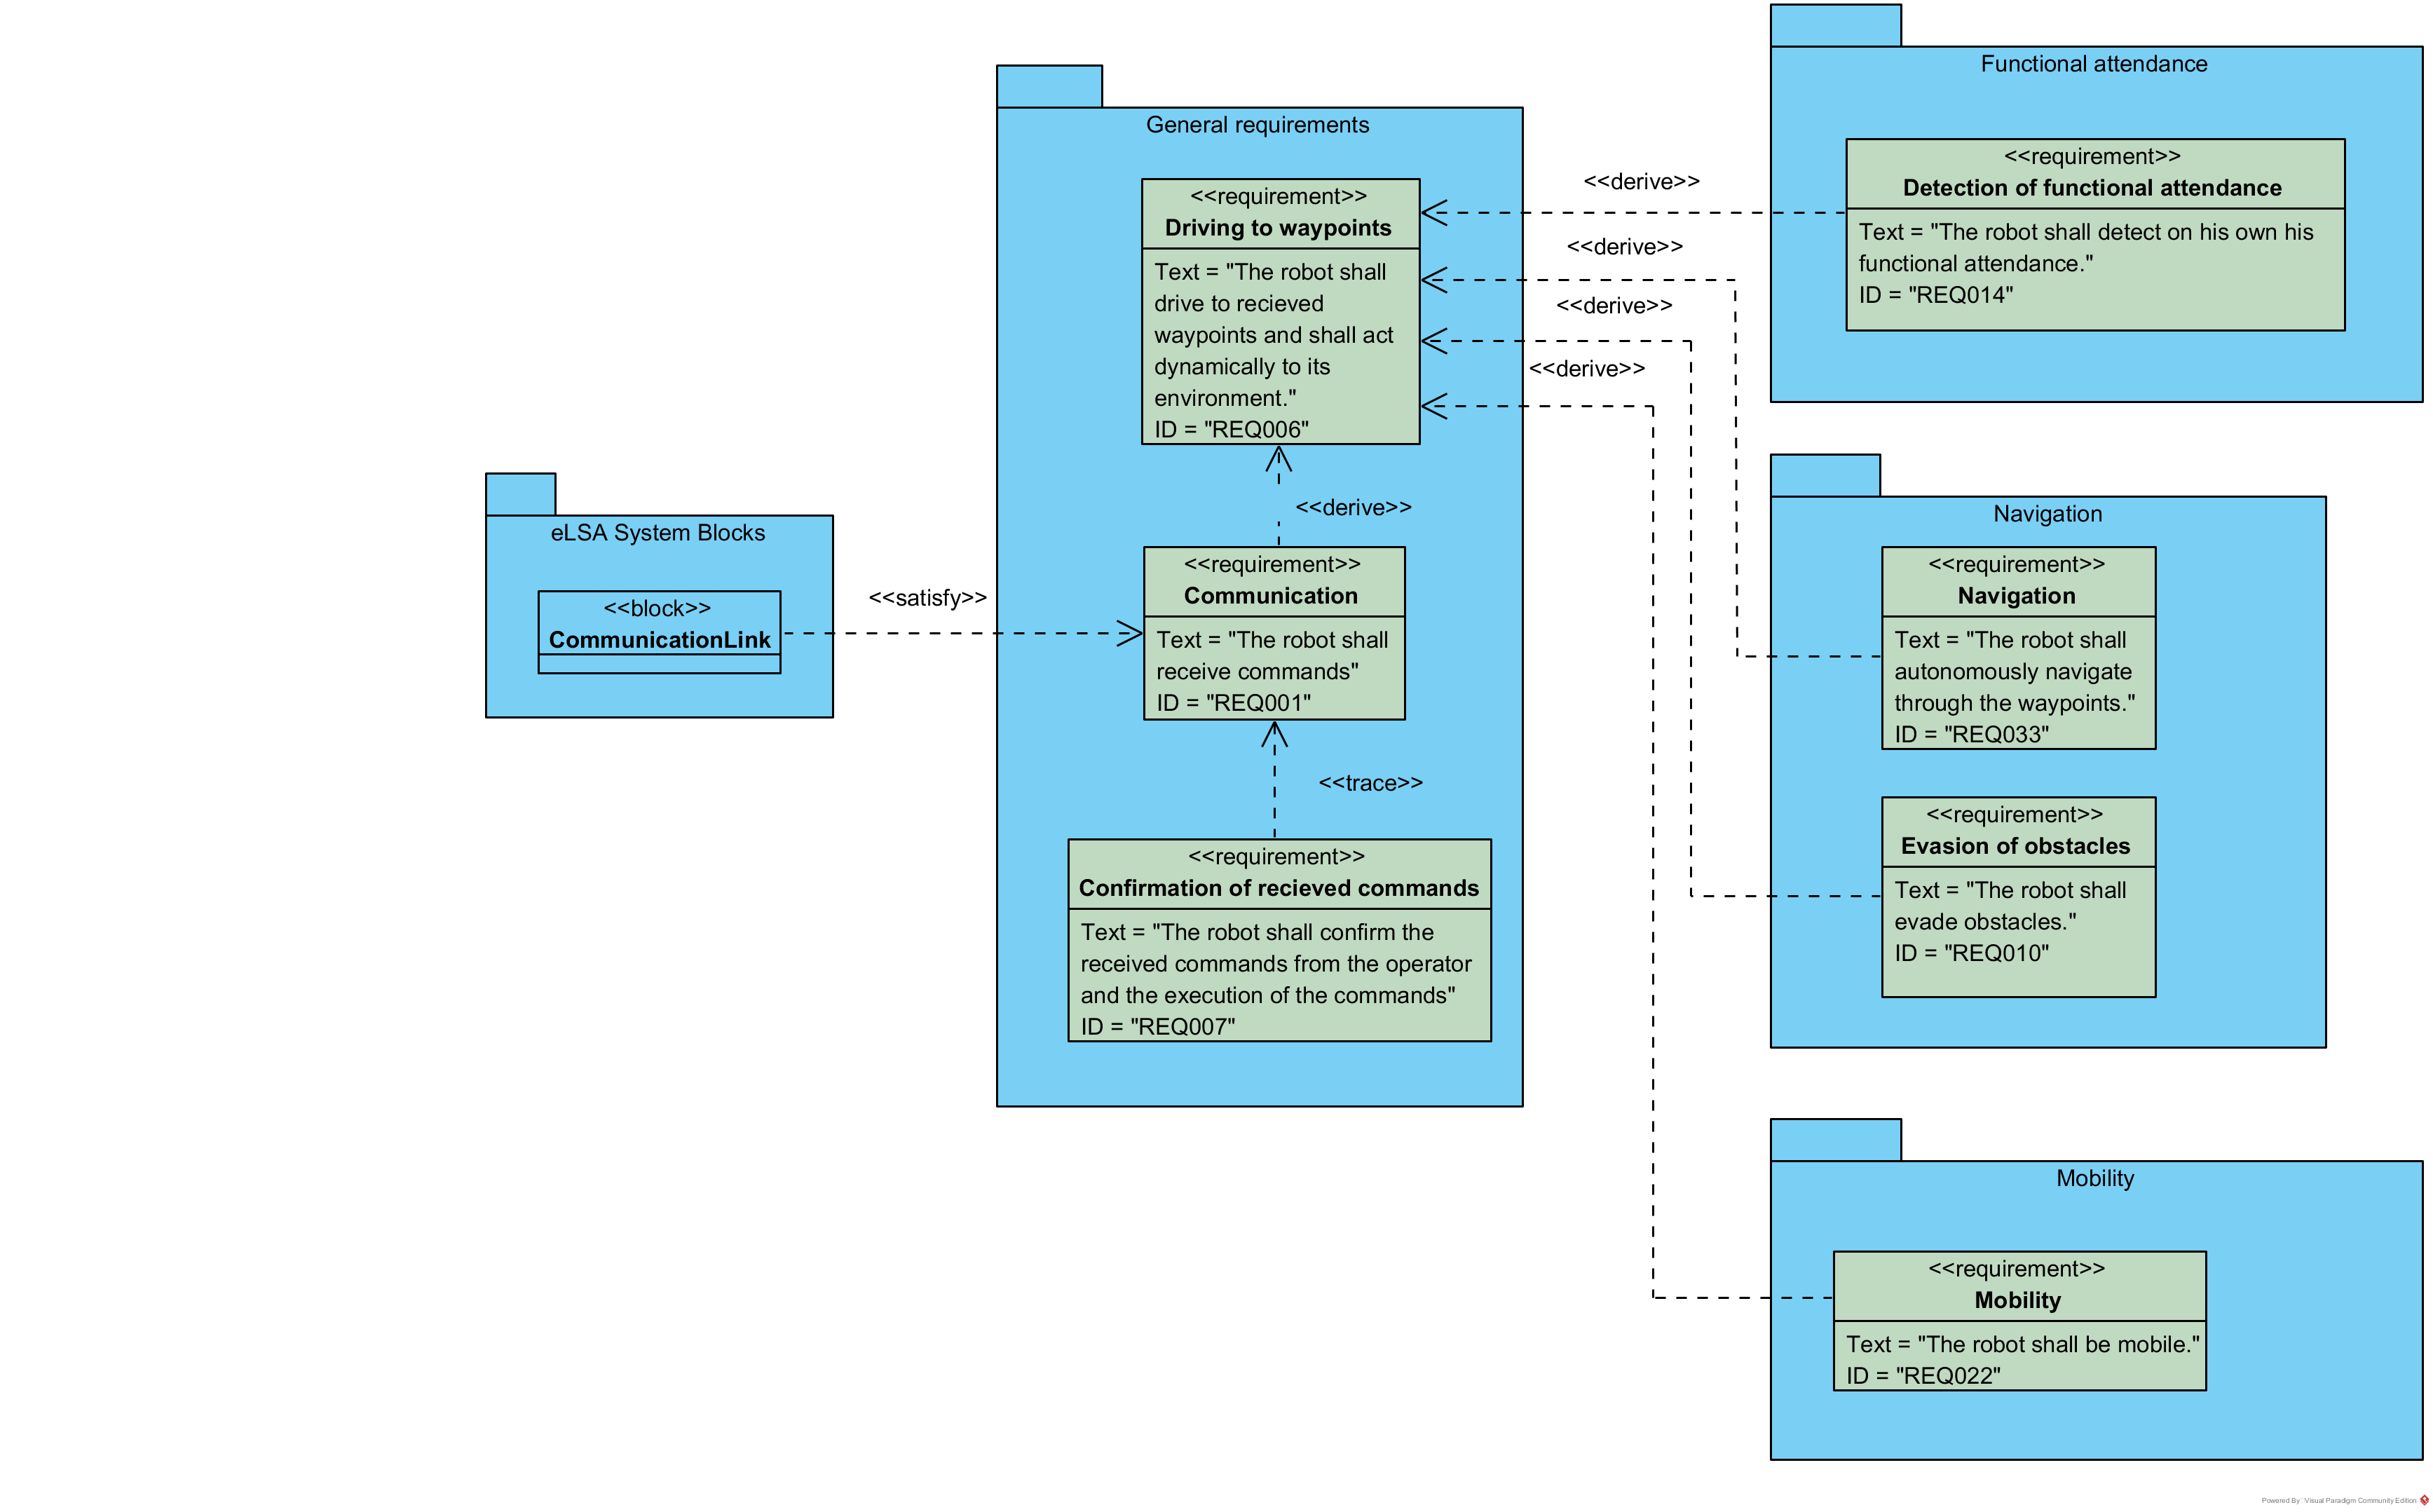 Functional attendance
<<requirement>>
Detection of functional attendance
Text = "The robot shall detect on his own his
functional attendance."
ID = "REQ014"
General requirements
<<requirement>>
Driving to waypoints
Text = "The robot shall
drive to recieved
waypoints and shall act
dynamically to its
environment."
ID = "REQ006"
<<derive>>
<<derive>>
<<derive>>
<<derive>>
<<derive>>
eLSA System Blocks
<<block>>
CommunicationLink
<<satisfy>>
<<requirement>>
Communication
Text = "The robot shall
receive commands"
ID = "REQ001"
<<trace>>
<<requirement>>
Confirmation of recieved commands
Text = "The robot shall confirm the
received commands from the operator
and the execution of the commands"
ID = "REQ007"
Navigation
<<requirement>>
Navigation
Text = "The robot shall
autonomously navigate
through the waypoints."
ID = "REQ033"
<<requirement>>
Evasion of obstacles
Text = "The robot shall
evade obstacles."
ID = "REQ010"
Mobility
<<requirement>>
Mobility
Text = "The robot shall be mobile."
ID = "REQ022"
Powered By :Visual Paradigm Community Edition